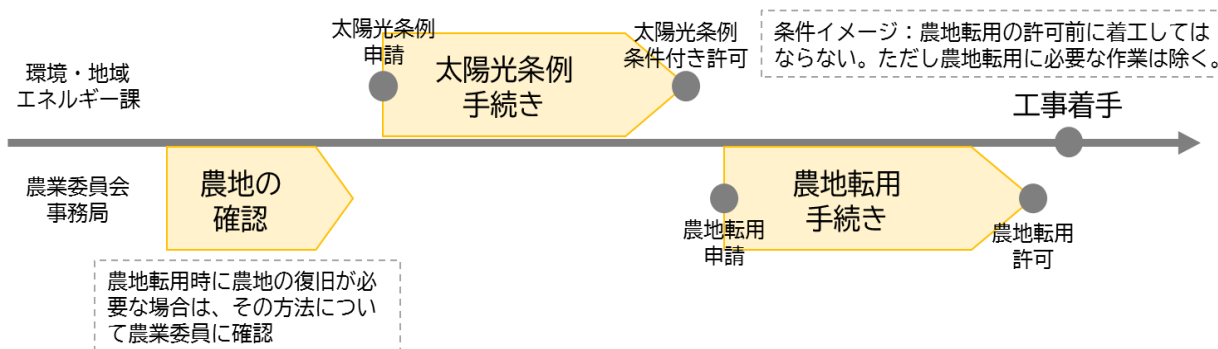 環境・地域
エネルギー課
太陽光条例
申請
太陽光条例
手続き
太陽光条例
条件付き許可
条件イメージ：農地転用の許可前に着工しては
ならない。ただし農地転用に必要な作業は除く。
工事着手
農業委員会
事務局
農地の
確認
農地転用時に農地の復旧が必
要な場合は、その方法につい
て農業委員に確認
農地転用
申請
農地転用
手続き
農地転用
許可